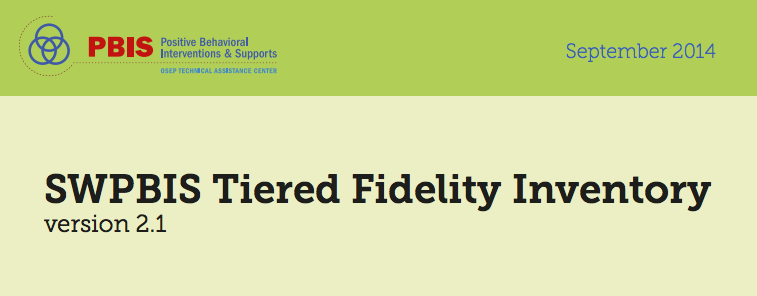 PBIS Positive Behavioral
Interventions & Supports
OSEP TECHNICAL ASSISTANCE CENTER
September 2014
SWPBIS Tiered Fidelity Inventory
version 2.1